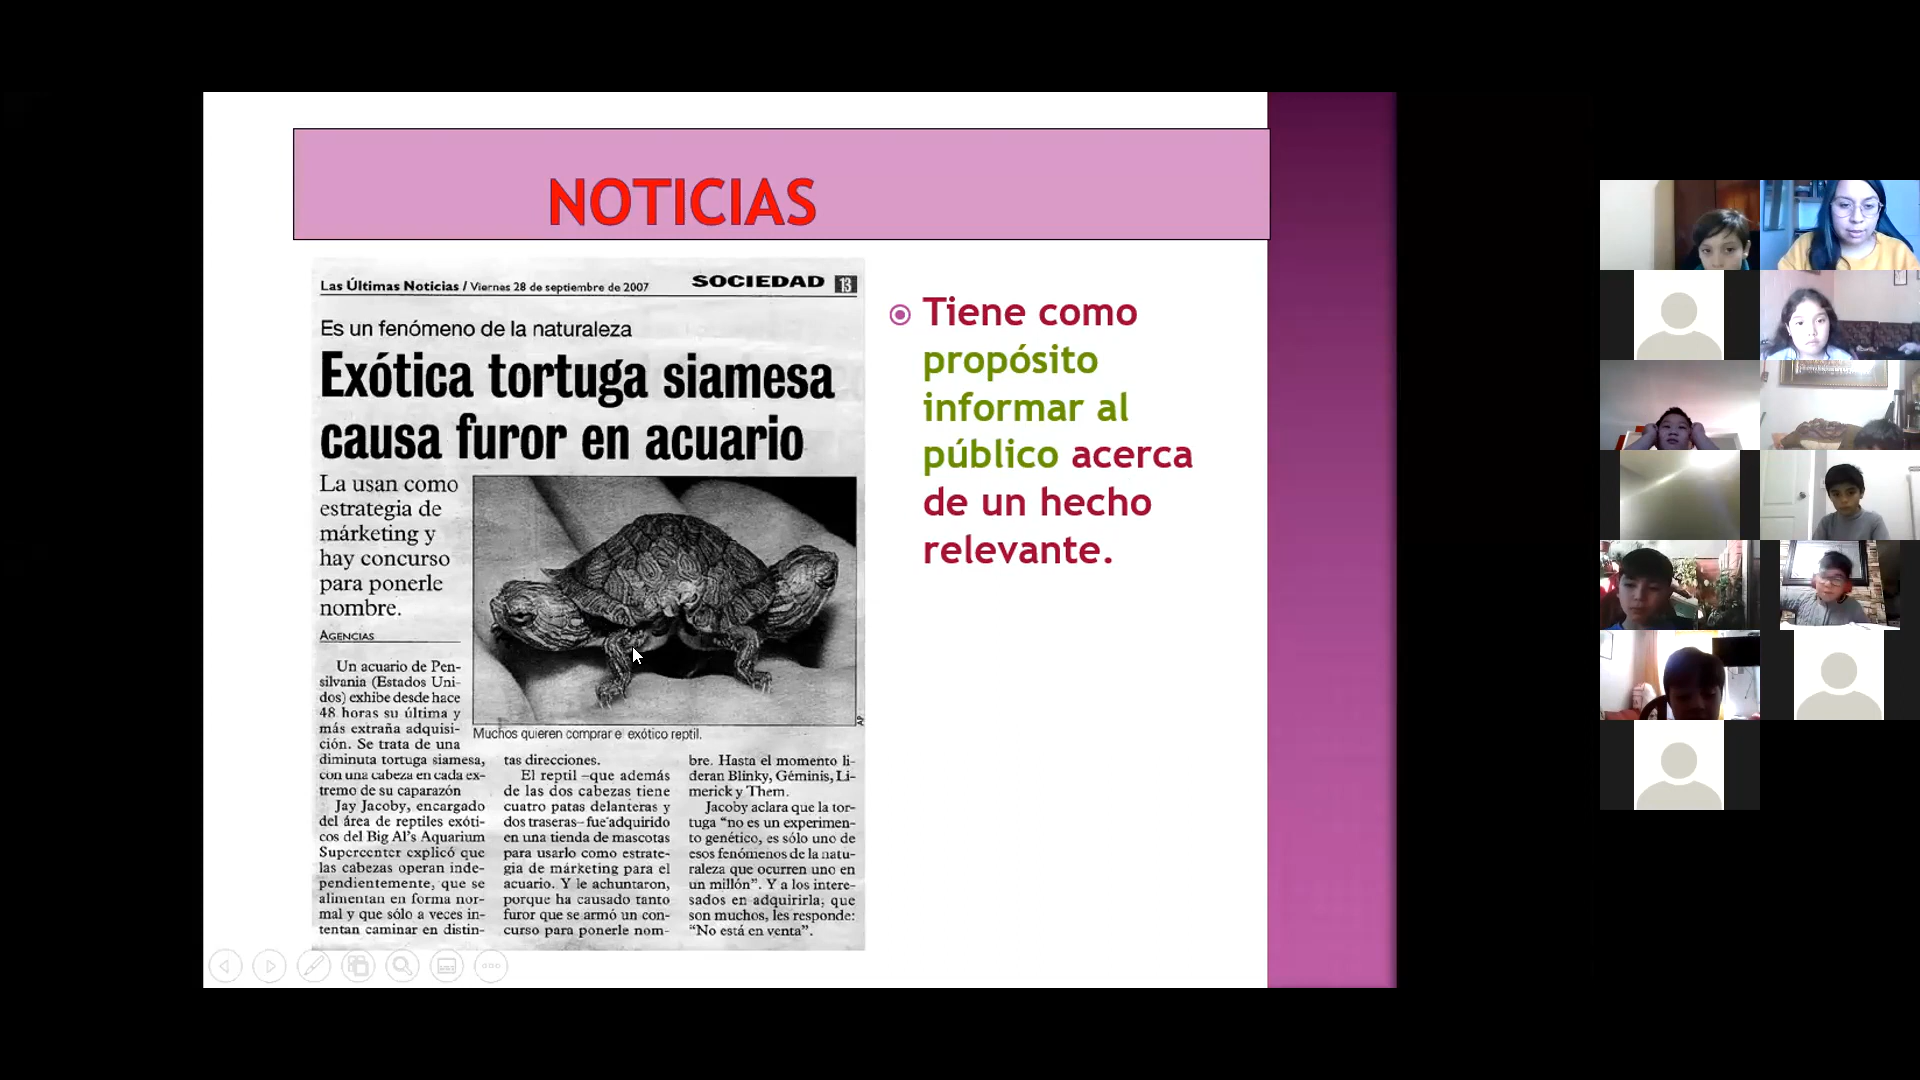 NOTICIAS
Las Últimas Noticias / Viernes 28 de septiembre de 2007 SOCIEDAD 13
Es un fenómeno de la naturaleza
Exótica tortuga siamesa
causa furor en acuario
La usan como
estrategia de
márketing y
hay concurso
para ponerle
nombre.
AGENCIAS
Un acuario de Pen-
silvania (Estados Uni-
dos) exhibe desde hace
48 horas su última y
más extraña adquisi-
ción. Se trata de una
diminuta tortuga siamesa,
con una cabeza en cada ex-
tremo de su caparazón
Jay Jacoby, encargado
del área de reptiles exóti-
cos del Big Al's Aquarium
Supercenter explicó que
las cabezas operan inde-
pendientemente, que se
alimentan en forma nor-
mal y que sólo a veces in-
tentan caminar en distin-
AP
Muchos quieren comprar el exótico reptil.
tas direcciones.
El reptil –que además
de las dos cabezas tiene
cuatro patas delanteras y
dos traseras– fue adquirido
en una tienda de mascotas
para usarlo como estrate-
gia de márketing para el
acuario. Y le achuntaron,
porque ha causado tanto
furor que se armó un con-
curso para ponerle nom-
bre. Hasta el momento li-
deran Blinky, Géminis, Li-
merick y Them.
Jacoby aclara que la tor-
tuga “no es un experimen-
to genético, es sólo uno de
esos fenómenos de la natu-
raleza que ocurren uno en
un millón”. Y a los intere-
sados en adquirirla, que
son muchos, les responde:
“No está en venta”.
Tiene como
propósito
informar al
público acerca
de un hecho
relevante.